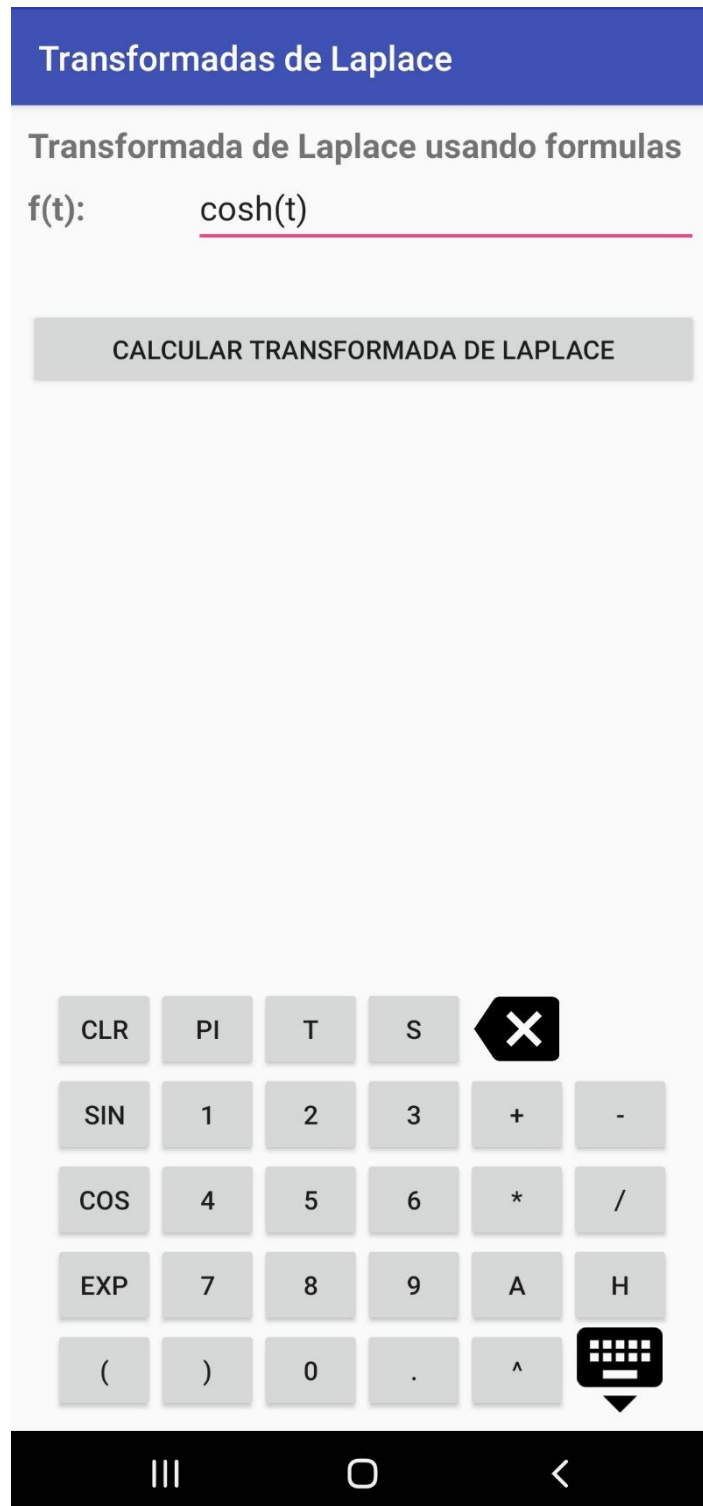 Transformadas de Laplace
Transformada de Laplace usando formulas
f(t): cosh(t)
CALCULAR TRANSFORMADA DE LAPLACE
CLR PI T S
SIN 1 2 3 + -
COS 4 5 6 * /
EXP 7 8 9 A H
( ) 0 . ^